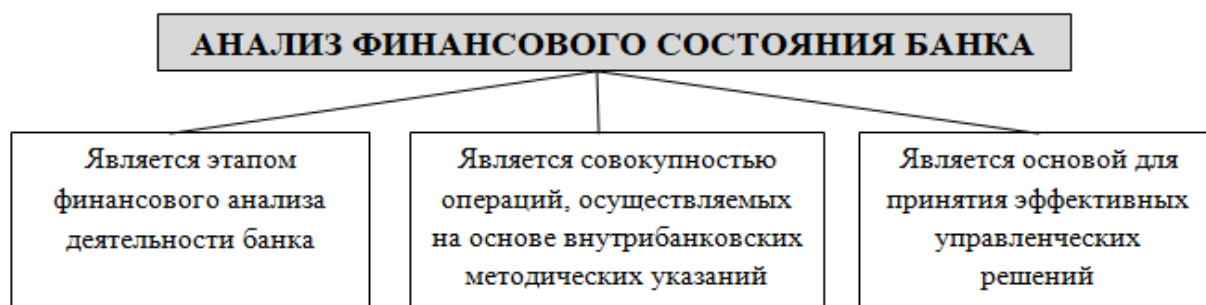 АНАЛИЗ ФИНАНСОВОГО СОСТОЯНИЯ БАНКА
Является этапом
финансового анализа
деятельности банка
Является совокупностью
операций, осуществляемых
на основе внутрибанковских
методических указаний
Является основой для
принятия эффективных
управленческих
решений